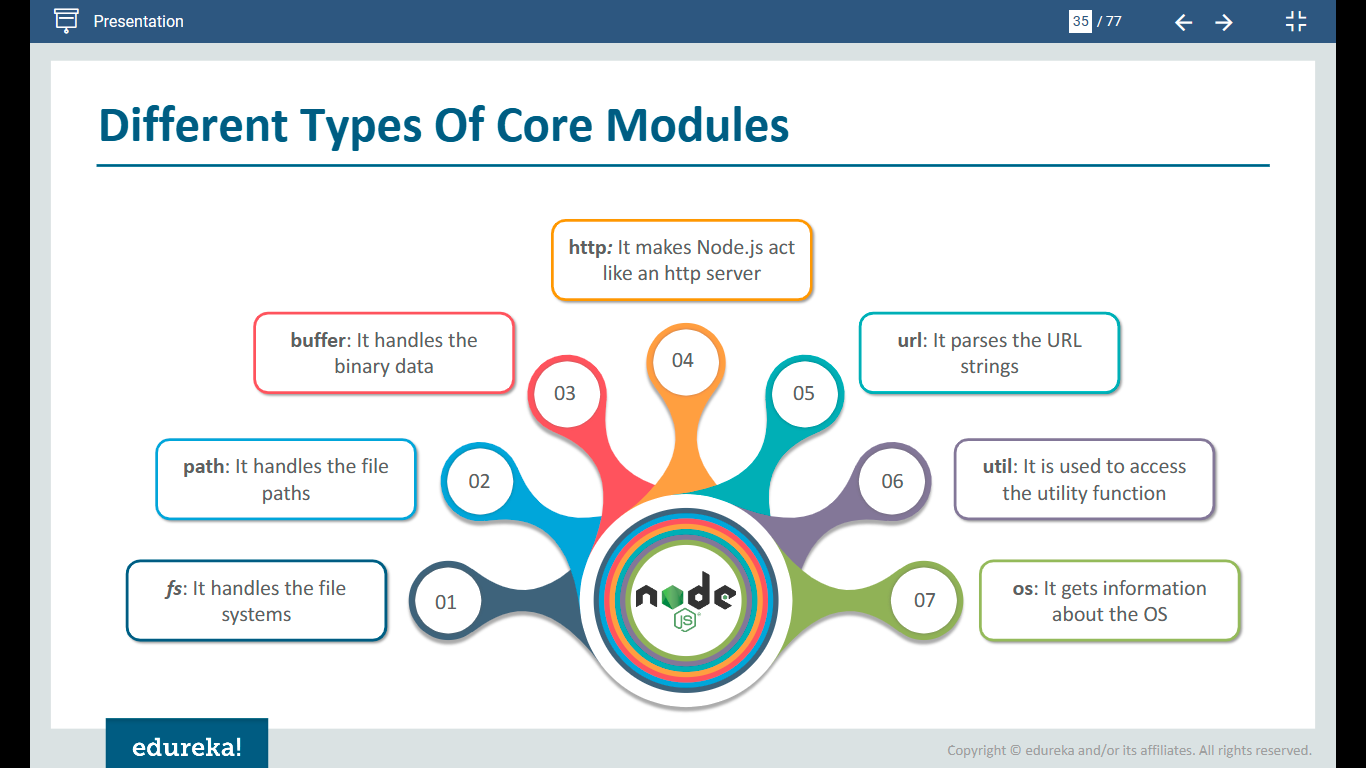 Presentation
35 / 77
Different Types Of Core Modules
http: It makes Node.js act
like an http server
buffer: It handles the
binary data
url: It parses the URL
strings
04
03
05
path: It handles the file
paths
02
06
util: It is used to access
the utility function
fs: It handles the file
systems
01
node
JS
07
os: It gets information
about the OS
edureka!
Copyright © edureka and/or its affiliates. All rights reserved.